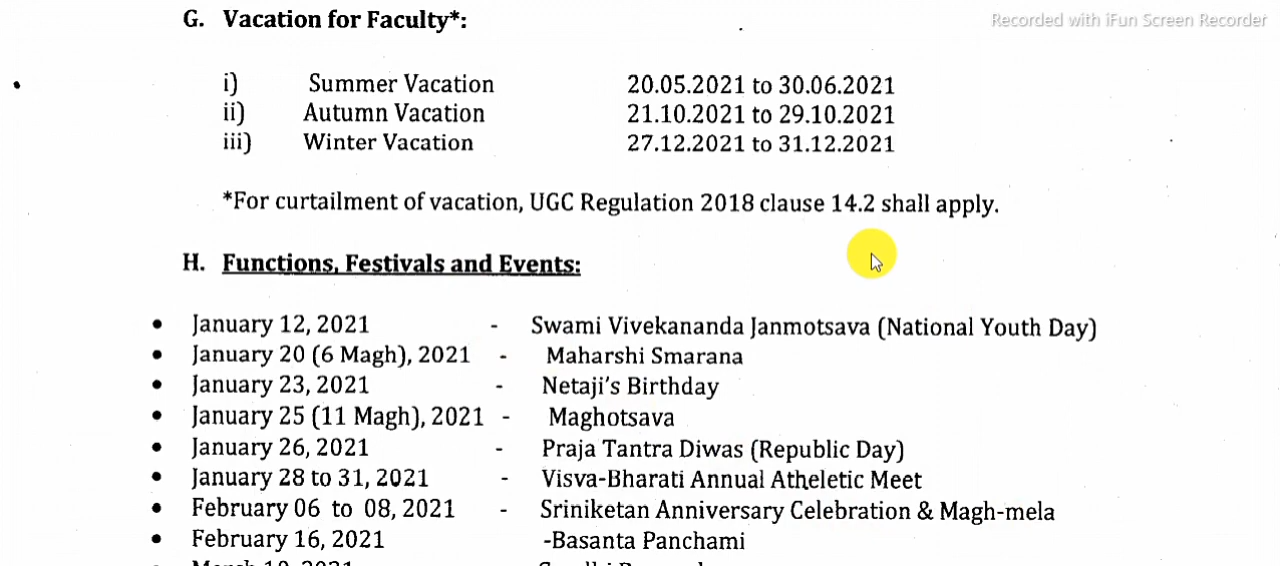 Recorded with iFun Screen Recorder
G. Vacation for Faculty*:
i) Summer Vacation 20.05.2021 to 30.06.2021
ii) Autumn Vacation 21.10.2021 to 29.10.2021
iii) Winter Vacation 27.12.2021 to 31.12.2021
*For curtailment of vacation, UGC Regulation 2018 clause 14.2 shall apply.
H. Functions, Festivals and Events:
• January 12, 2021 - Swami Vivekananda Janmotsava (National Youth Day)
• January 20 (6 Magh), 2021 - Maharshi Smarana
• January 23, 2021 - Netaji's Birthday
• January 25 (11 Magh), 2021 - Maghotsava
• January 26, 2021 - Praja Tantra Diwas (Republic Day)
• January 28 to 31, 2021 - Visva-Bharati Annual Atheletic Meet
• February 06 to 08, 2021 - Sriniketan Anniversary Celebration & Magh-mela
• February 16, 2021 -Basanta Panchami